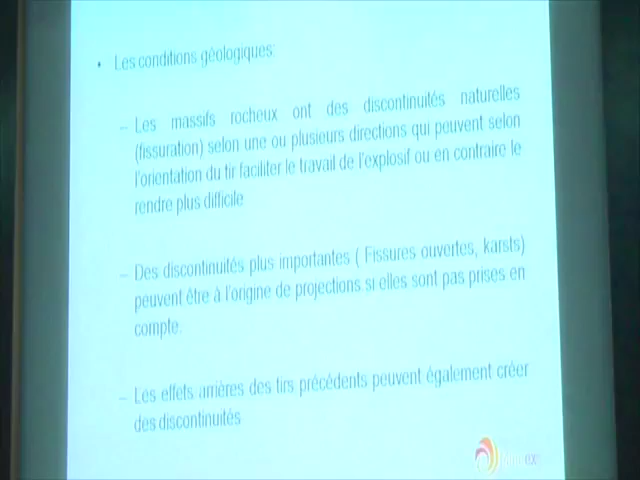 • Les conditions géologiques:
– Les massifs rocheux ont des discontinuités naturelles
(fissuration) selon une ou plusieurs directions qui peuvent selon
l'orientation du tir faciliter le travail de l'explosif ou en contraire le
rendre plus difficile
– Des discontinuités plus importantes ( Fissures ouvertes, karsts)
peuvent être à l'origine de projections si elles sont pas prises en
compte.
– Les effets arrières des tirs précédents peuvent également créer
des discontinuités